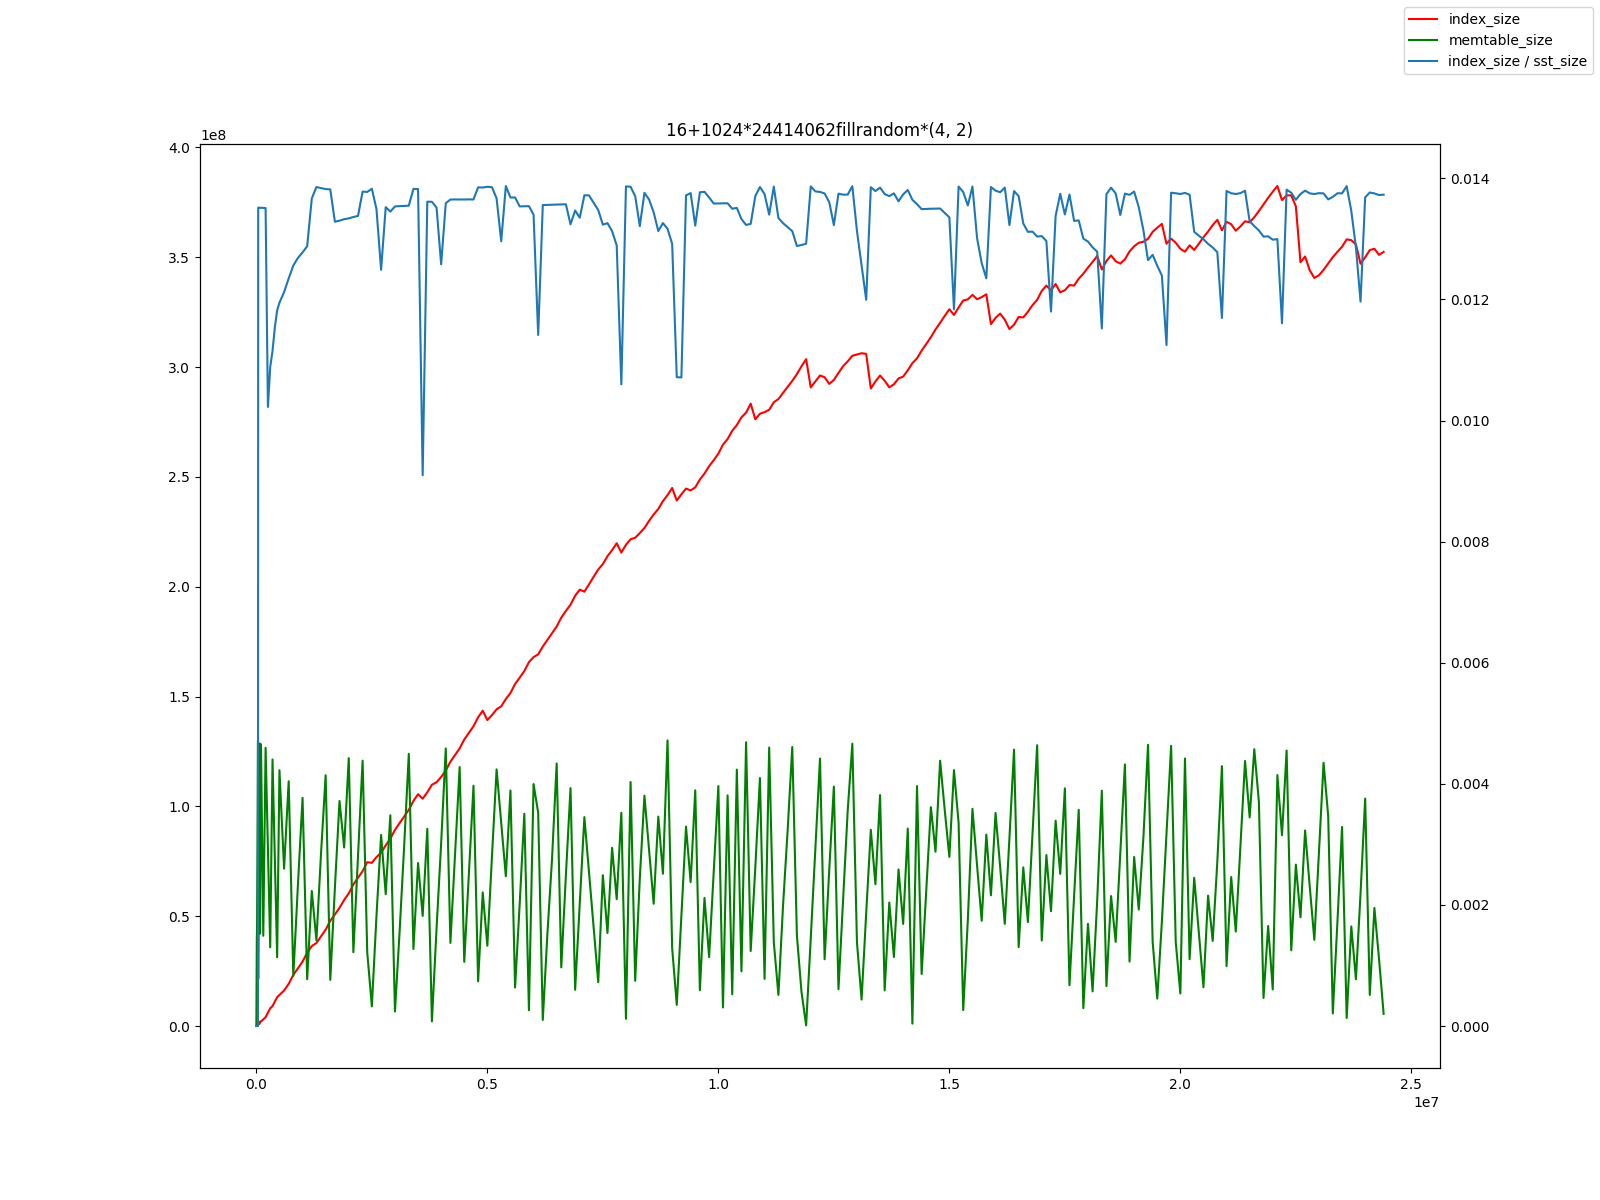 index_size
memtable_size
index_size / sst_size
16+1024*24414062fillrandom*(4, 2)
1e8
4.0
3.5
3.0
2.5
2.0
1.5
1.0
0.5
0.0
0.014
0.012
0.010
0.008
0.006
0.004
0.002
0.000
0.0 0.5 1.0 1.5 2.0 2.5
1e7